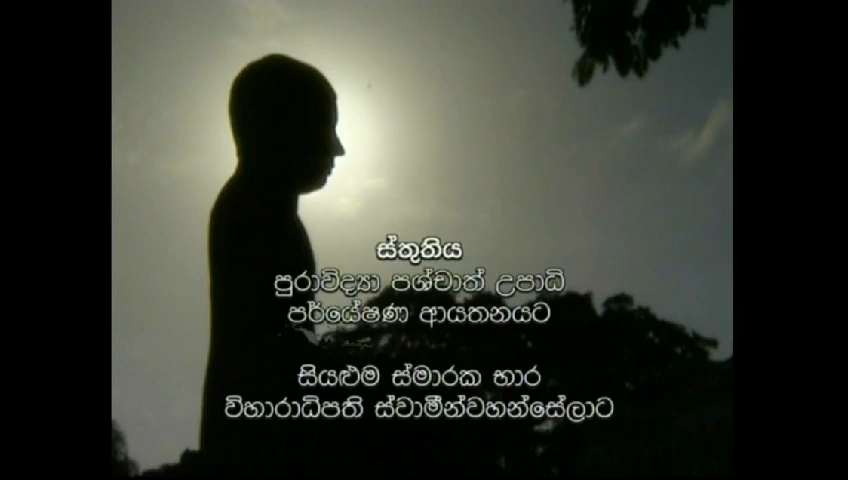 ස්තූතිය
පුරාවිද්‍යා පශ්චාත් උපාධි
පර්යේෂණ ආයතනයට
සියළුම ස්මාරක භාර
විහාරාධිපති ස්වාමීන්වහන්සේලාට